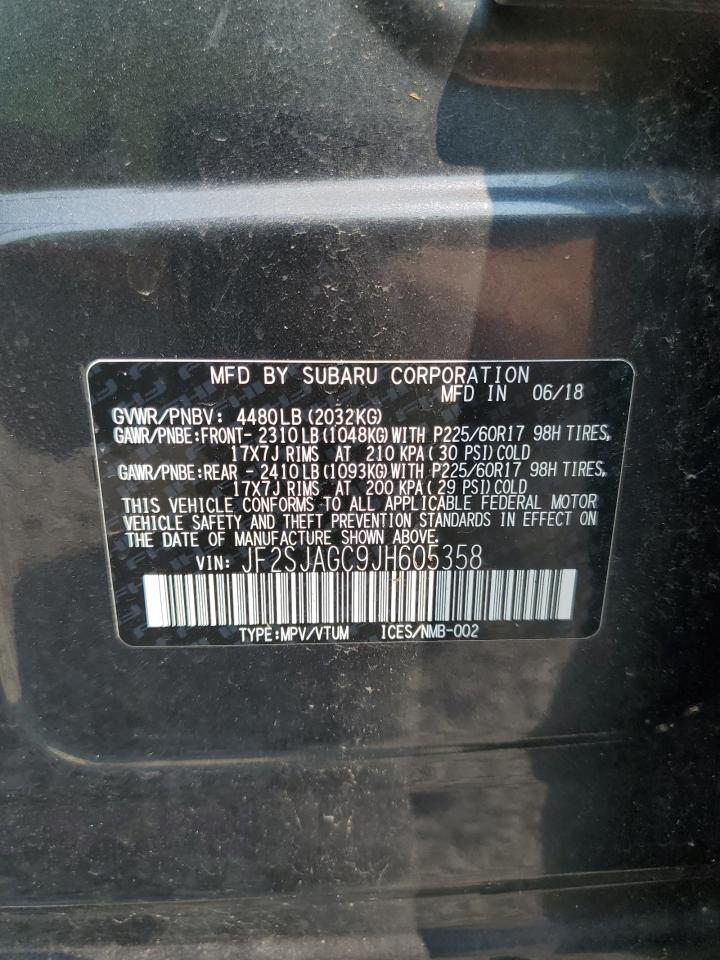 MFD BY SUBARU CORPORATION
MFD IN 06/18
GVWR/PNBV: 4480LB(2032KG)
GAWR/PNBE:FRONT- 2310LB(1048KG)WITH P225/60R17 98H TIRES,
17X7J RIMS AT 210 KPA(30 PSI)COLD
GAWR/PNBE:REAR - 2410LB(1093KG)WITH P225/60R17 98H TIRES,
17X7J RIMS AT 200 KPA(29 PSI)COLD
THIS VEHICLE CONFORMS TO ALL APPLICABLE FEDERAL MOTOR
VEHICLE SAFETY AND THEFT PREVENTION STANDARDS IN EFFECT ON
THE DATE OF MANUFACTURE SHOWN ABOVE.
VIN: JF2SJAGC9JH605358
TYPE:MPV/VTUM ICES/NMB-002